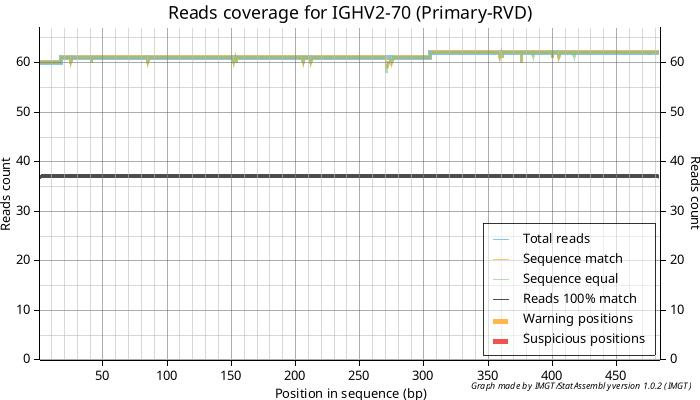 Reads coverage for IGHV2-70 (Primary-RVD)
60
50
40
30
20
10
0
Reads count
60
50
40
30
20
10
0
Reads count
Total reads
Sequence match
Sequence equal
Reads 100% match
Warning positions
Suspicious positions
50 100 150 200 250 300 350 400 450
Position in sequence (bp)
Graph made by IMGT/StatAssembly version 1.0.2 (IMGT)